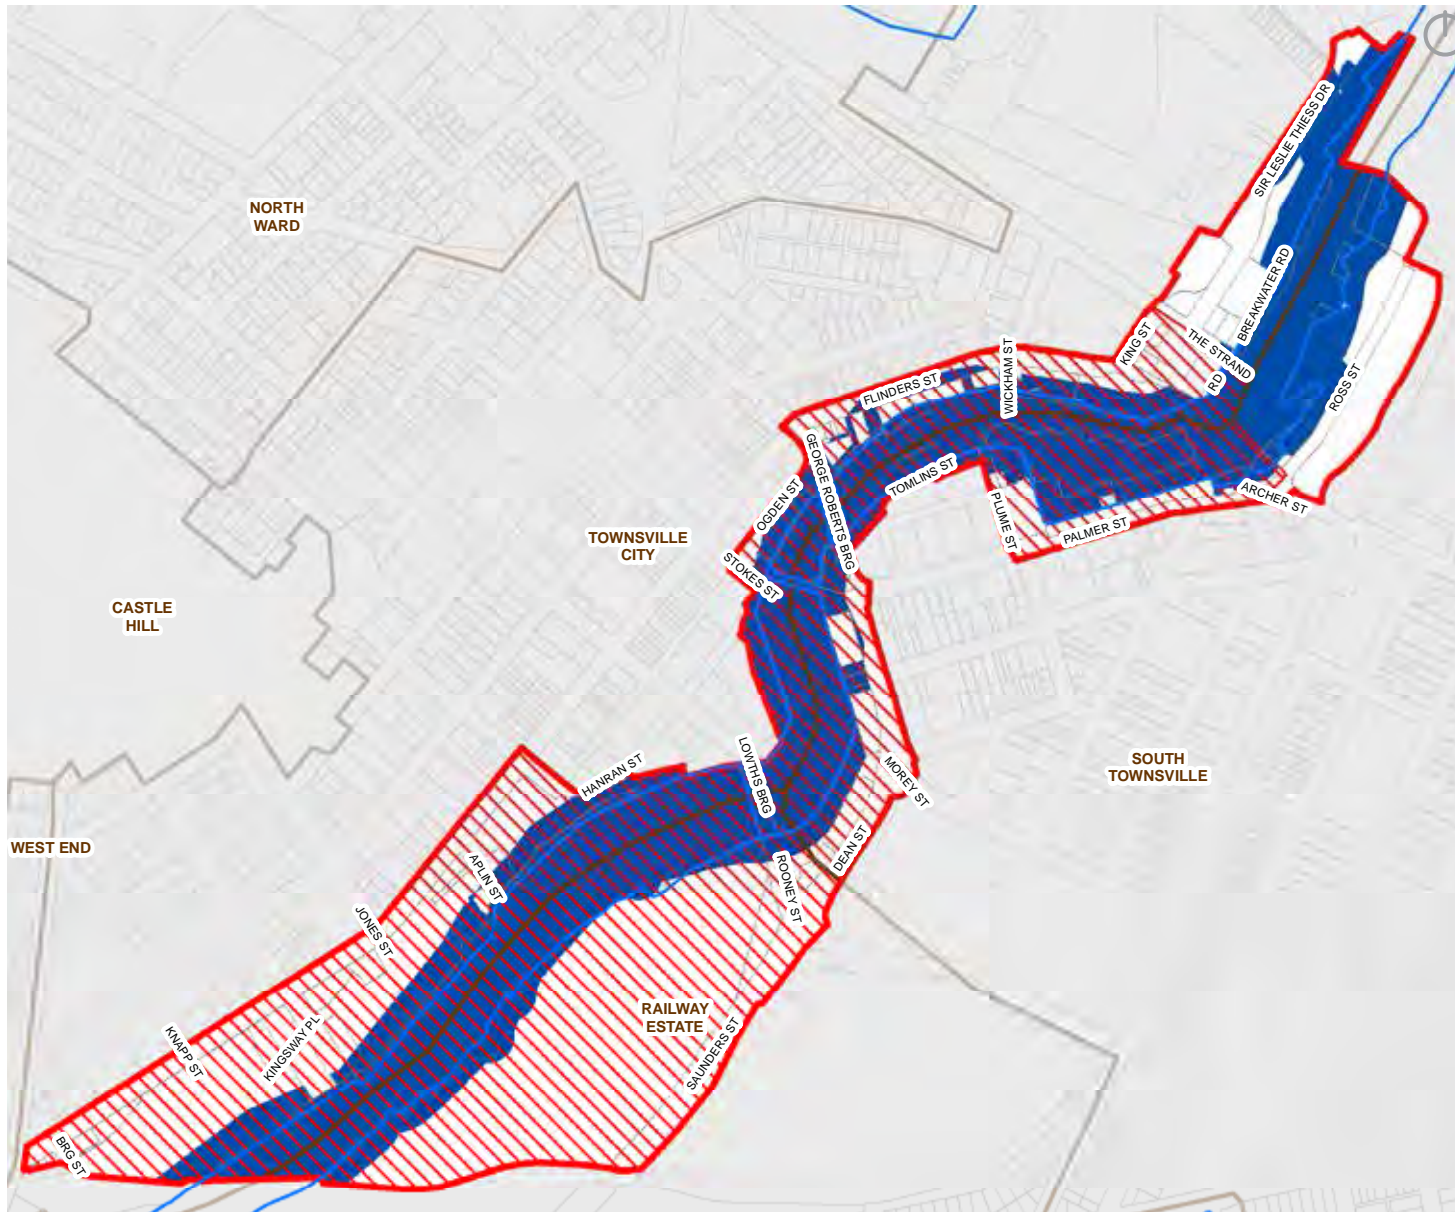 SIR LESLIE THIESS DR
NORTH
WARD
BREAKWATER RD
KING ST
THE STRAND
RD
WICKHAM ST
FLINDERS ST
ROSS ST
GEORGE ROBERTS BRG
TOMLINS ST
OGDEN ST
ARCHER ST
PLUME ST
PALMER ST
TOWNSVILLE
CITY
STOKES ST
CASTLE
HILL
SOUTH
TOWNSVILLE
LOWTHS BRG
HANRAN ST
MOREY ST
WEST END
DEAN ST
APLIN ST
ROONEY ST
JONES ST
RAILWAY
ESTATE
KNAPP ST
KINGSWAY PL
SAUNDERS ST
BRG ST